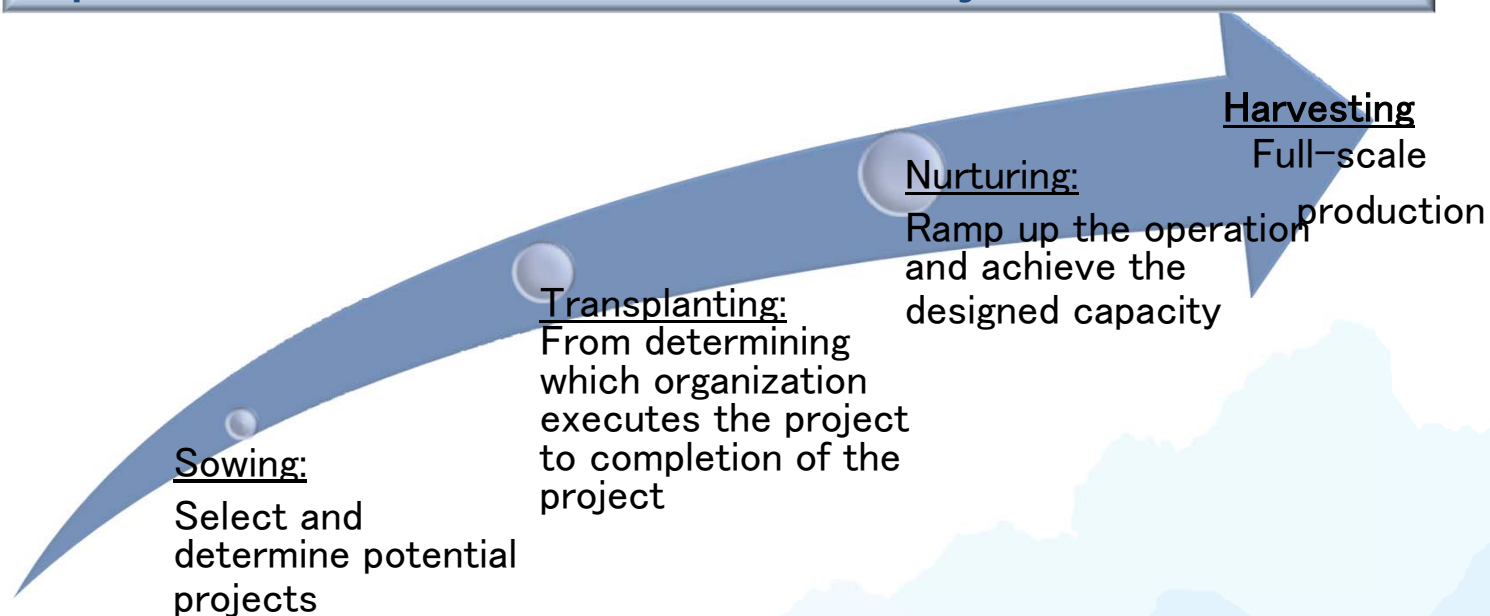 Harvesting
Full-scale
production
Nurturing:
Ramp up the operation
and achieve the
designed capacity
Transplanting:
From determining
which organization
executes the project
to completion of the
project
Sowing:
Select and
determine potential
projects